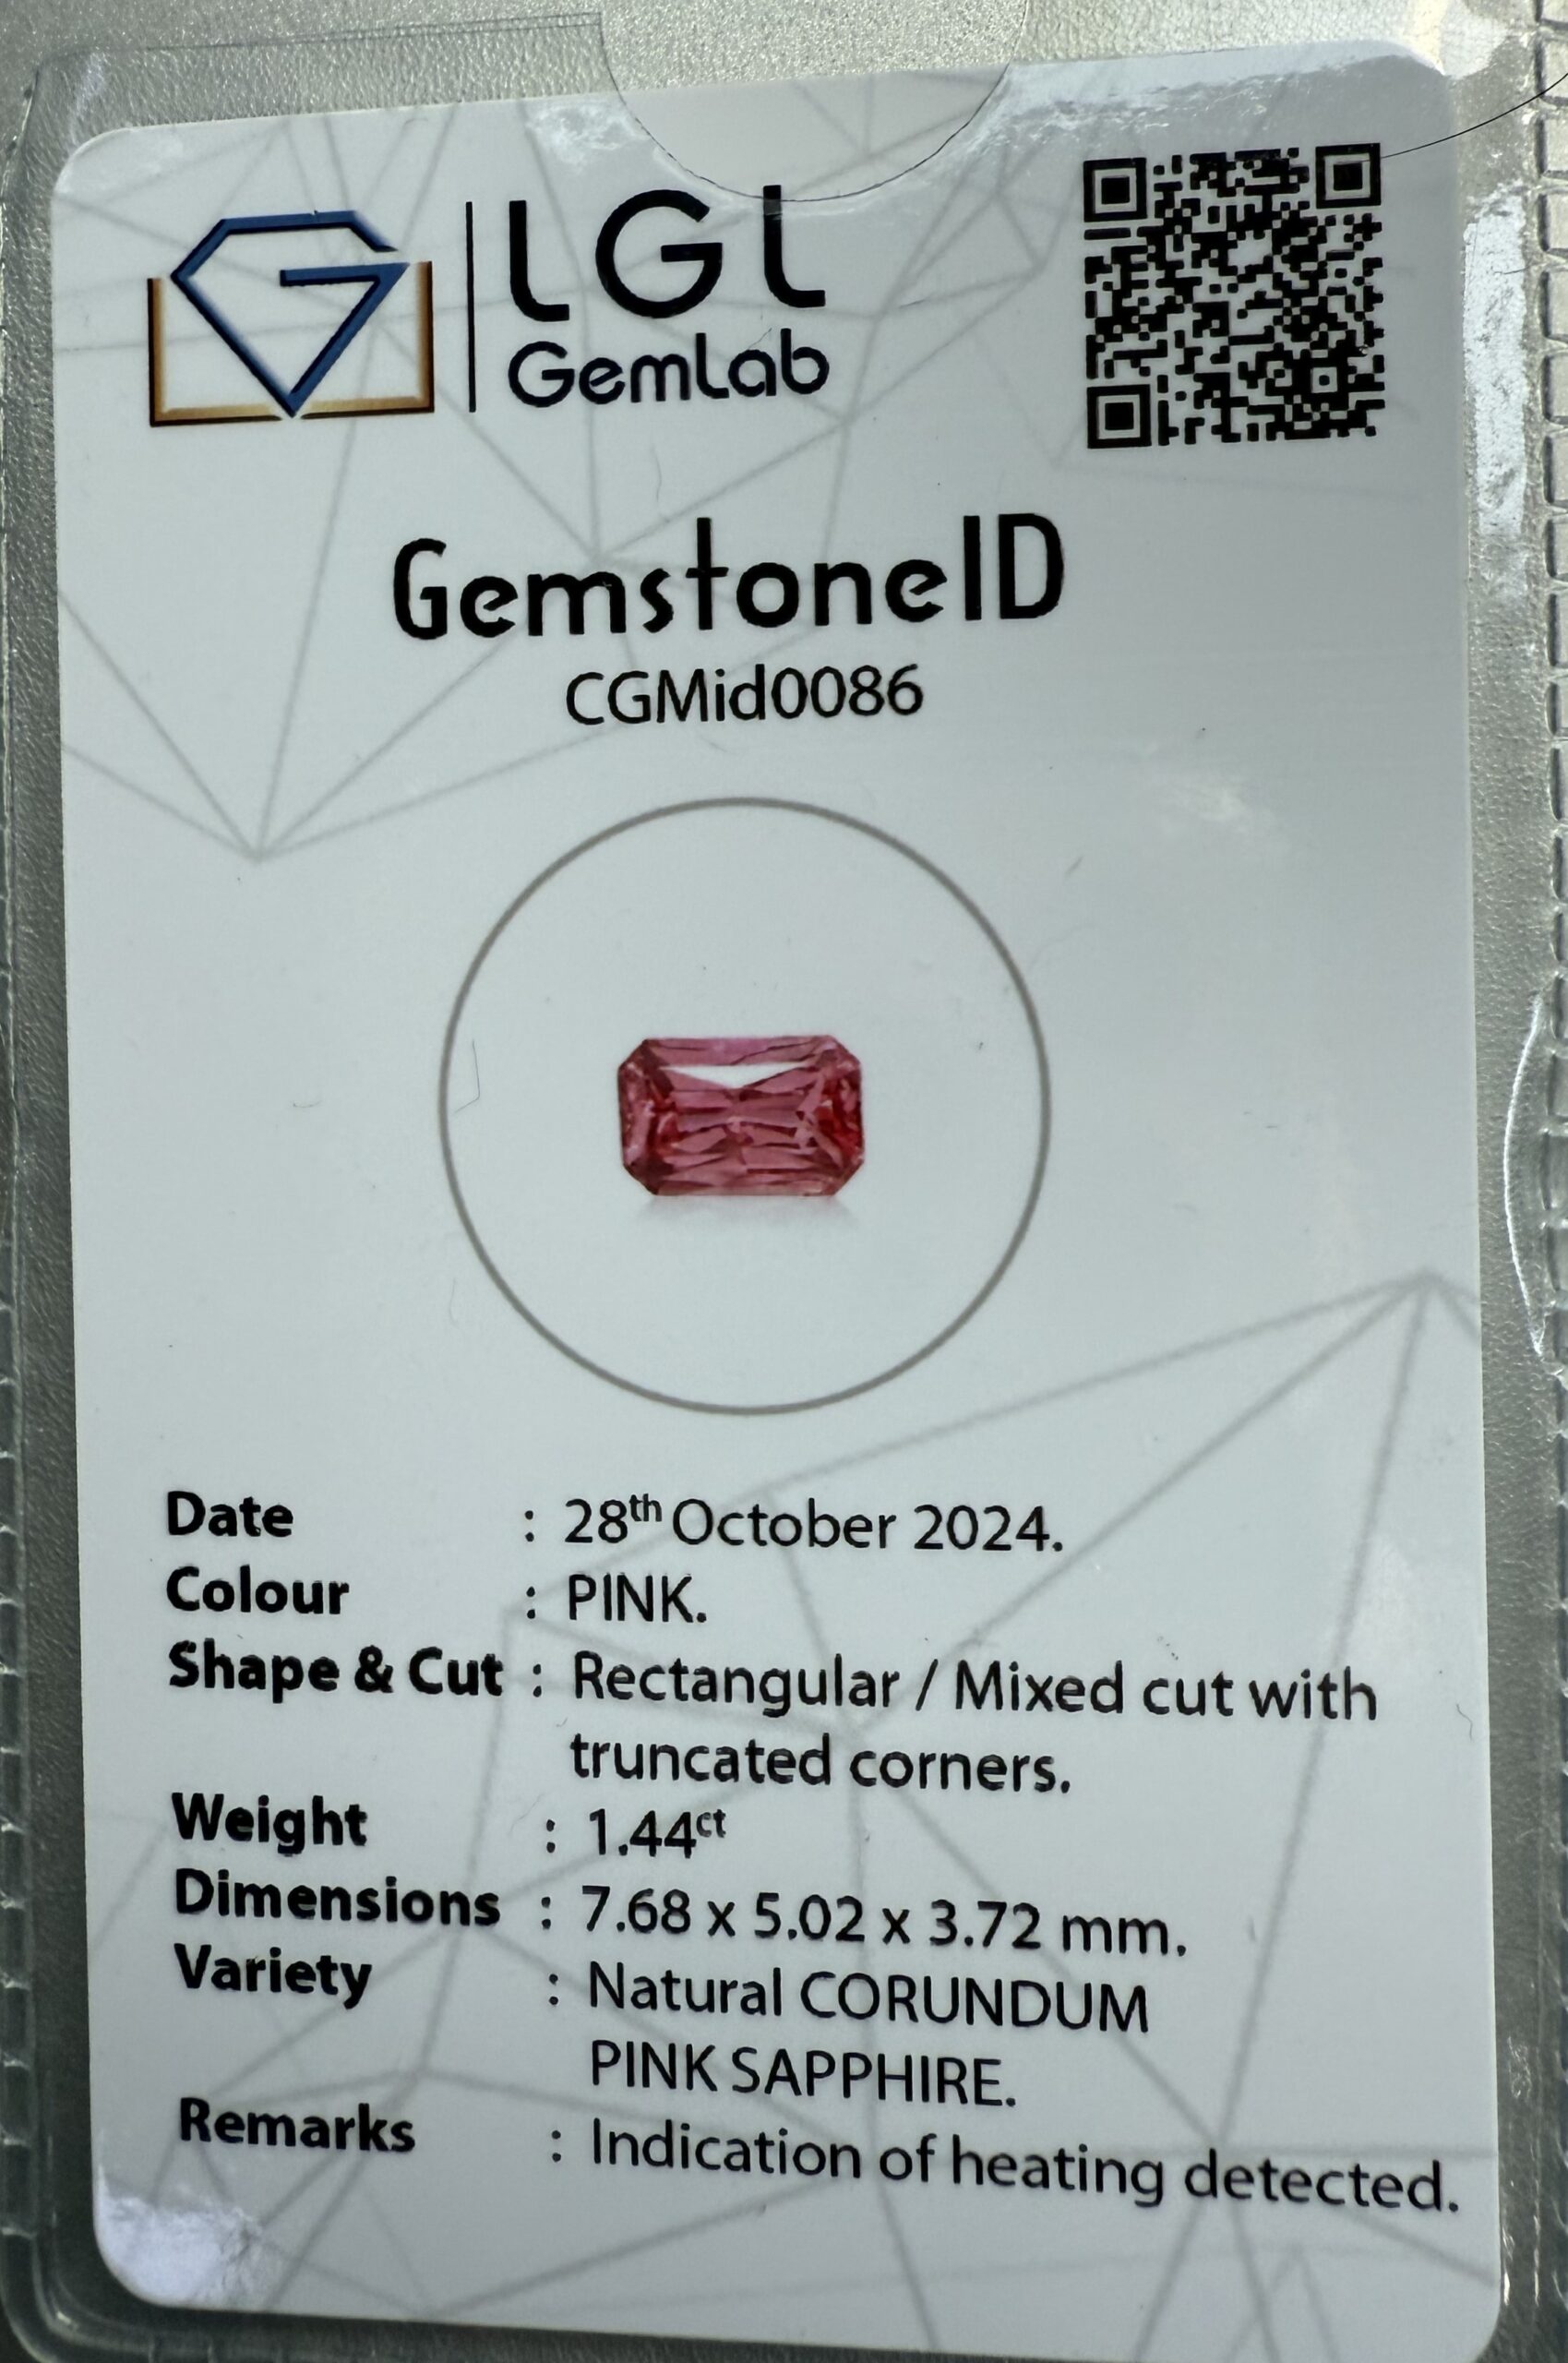 LGL
GemLab
GemstoneID
CGMid0086
Date : 28th October 2024.
Colour : PINK.
Shape & Cut : Rectangular / Mixed cut with
truncated corners.
Weight : 1.44ct
Dimensions : 7.68 x 5.02 x 3.72 mm.
Variety : Natural CORUNDUM
PINK SAPPHIRE.
Remarks : Indication of heating detected.